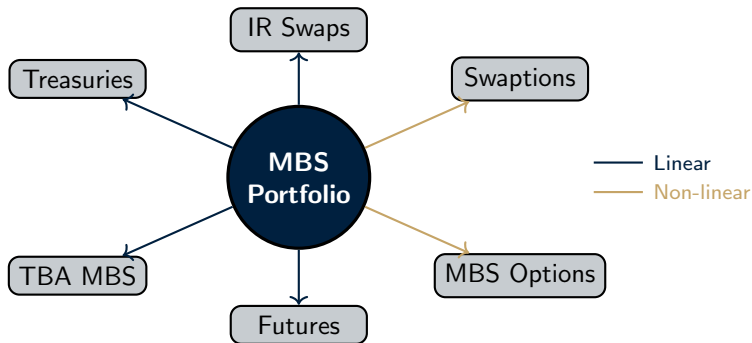 IR Swaps
Treasuries
Swaptions
MBS
Portfolio
Linear
Non-linear
TBA MBS
MBS Options
Futures